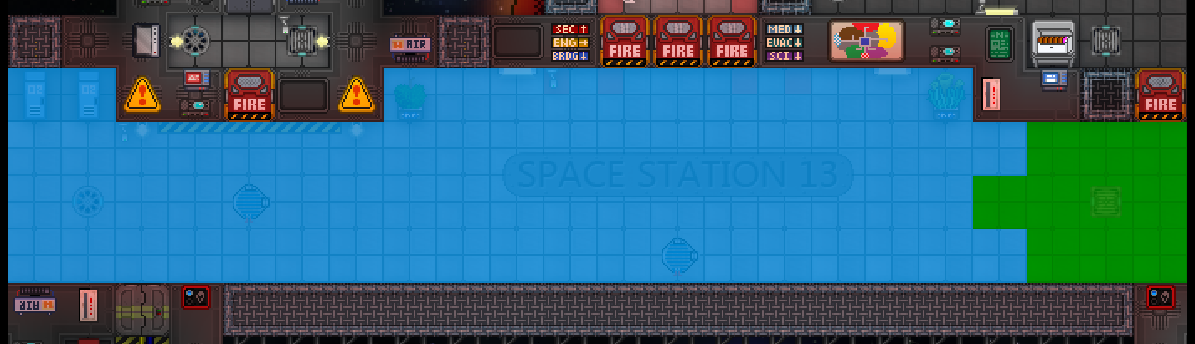 AIR
SEC
ENG
BRDG
MED
EVAC
SCI
FIRE
FIRE
FIRE
FIRE
FIRE
SPACE STATION 13
AIR